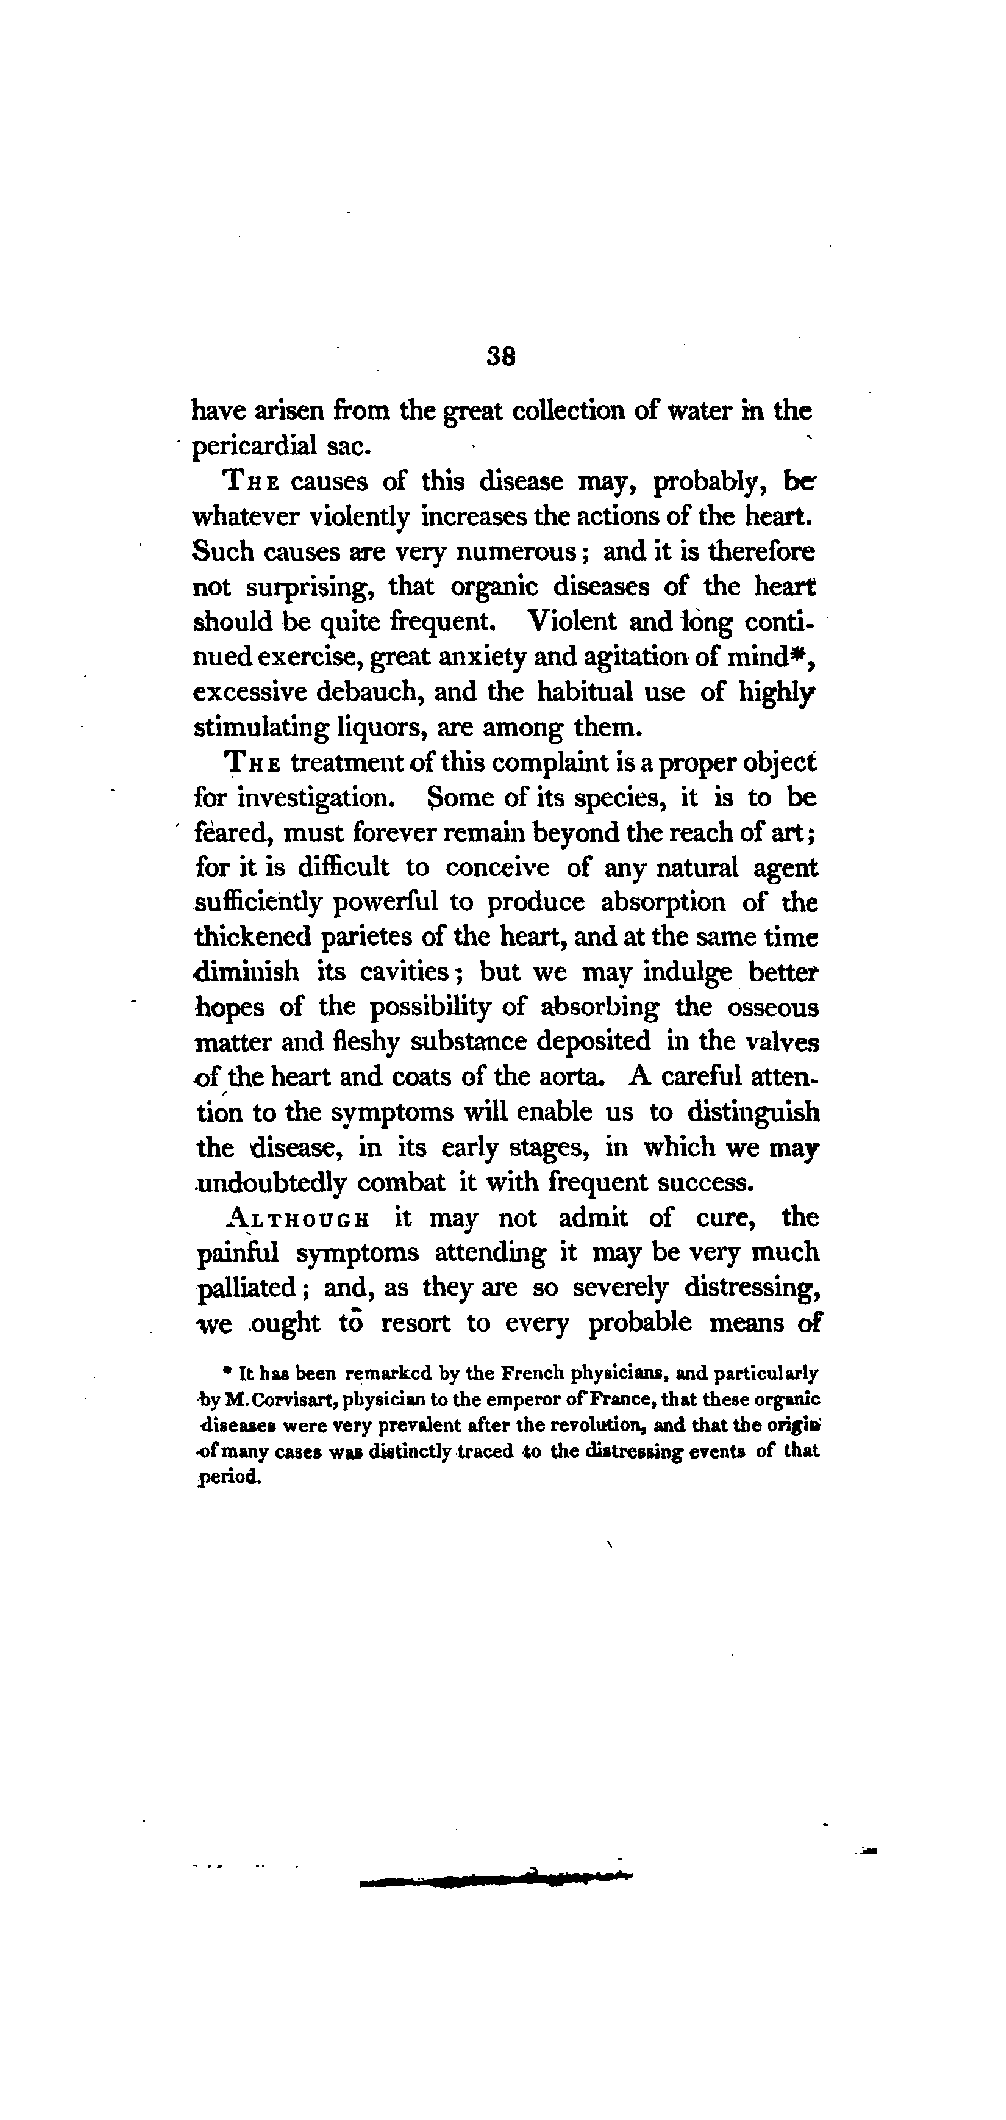 38
have arisen from the great collection of water in the
pericardial sac.
THE causes of this disease may, probably, be
whatever violently increases the actions of the heart.
Such causes are very numerous; and it is therefore
not surprising, that organic diseases of the heart
should be quite frequent. Violent and long conti-
nued exercise, great anxiety and agitation of mind*,
excessive debauch, and the habitual use of highly
stimulating liquors, are among them.
THE treatment of this complaint is a proper object
for investigation. Some of its species, it is to be
feared, must forever remain beyond the reach of art;
for it is difficult to conceive of any natural agent
sufficiently powerful to produce absorption of the
thickened parietes of the heart, and at the same time
diminish its cavities; but we may indulge better
hopes of the possibility of absorbing the osseous
matter and fleshy substance deposited in the valves
of the heart and coats of the aorta. A careful atten-
tion to the symptoms will enable us to distinguish
the disease, in its early stages, in which we may
undoubtedly combat it with frequent success.
ALTHOUGH it may not admit of cure, the
painful symptoms attending it may be very much
palliated; and, as they are so severely distressing,
we ought to resort to every probable means of
* It has been remarked by the French physicians, and particularly
by M. Corvisart, physician to the emperor of France, that these organic
diseases were very prevalent after the revolution, and that the origin
of many cases was distinctly traced to the distressing events of that
period.